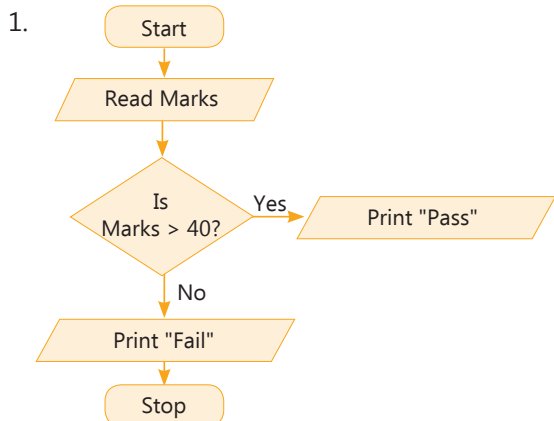 1.
Start
Read Marks
Is
Marks > 40?
Yes
Print "Pass"
No
Print "Fail"
Stop